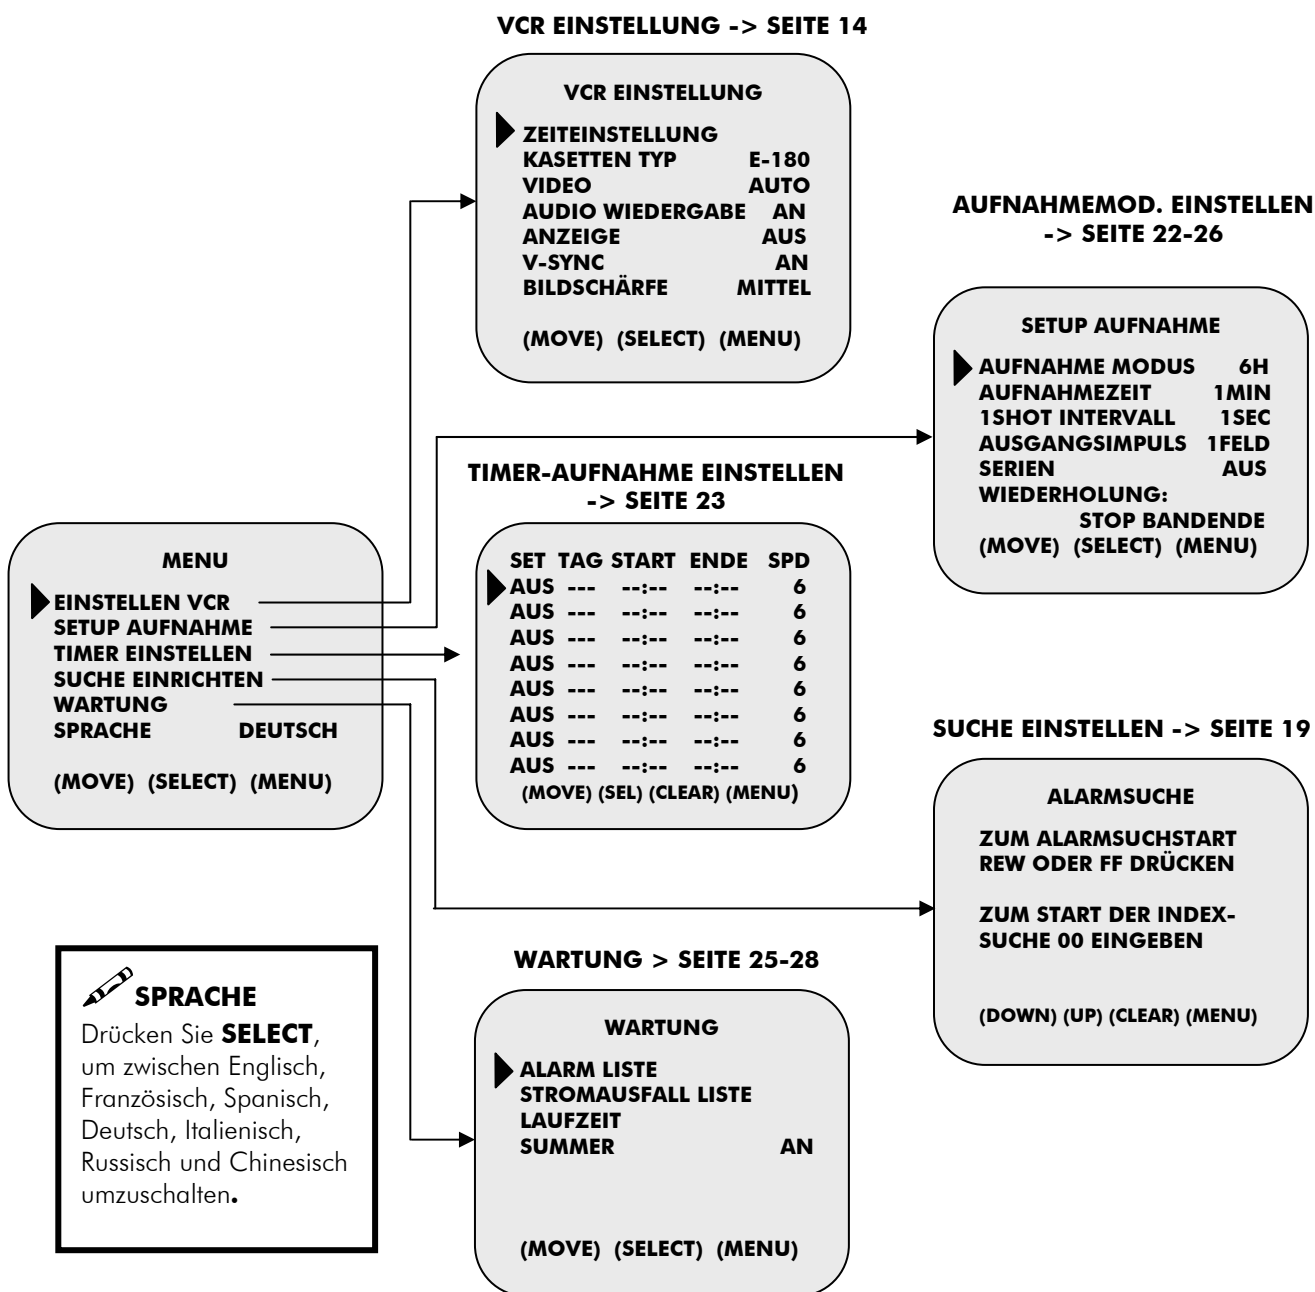 VCR EINSTELLUNG -> SEITE 14
VCR EINSTELLUNG
ZEITEINSTELLUNG
KASETTEN TYP E-180
VIDEO AUTO
AUDIO WIEDERGABE AN
ANZEIGE AUS
V-SYNC AN
BILDSCHÄRFE MITTEL
(MOVE) (SELECT) (MENU)
AUFNAHMEMOD. EINSTELLEN
-> SEITE 22-26
SETUP AUFNAHME
AUFNAHME MODUS 6H
AUFNAHMEZEIT 1MIN
1SHOT INTERVALL 1SEC
AUSGANGSIMPULS 1FELD
SERIEN AUS
WIEDERHOLUNG:
STOP BANDENDE
(MOVE) (SELECT) (MENU)
TIMER-AUFNAHME EINSTELLEN
-> SEITE 23
SET TAG START ENDE SPD
AUS --- --:-- --:-- 6
AUS --- --:-- --:-- 6
AUS --- --:-- --:-- 6
AUS --- --:-- --:-- 6
AUS --- --:-- --:-- 6
AUS --- --:-- --:-- 6
AUS --- --:-- --:-- 6
AUS --- --:-- --:-- 6
(MOVE) (SEL) (CLEAR) (MENU)
MENU
EINSTELLEN VCR
SETUP AUFNAHME
TIMER EINSTELLEN
SUCHE EINRICHTEN
WARTUNG
SPRACHE DEUTSCH
(MOVE) (SELECT) (MENU)
SUCHE EINSTELLEN -> SEITE 19
ALARMSUCHE
ZUM ALARMSUCHSTART
REW ODER FF DRÜCKEN
ZUM START DER INDEX-
SUCHE 00 EINGEBEN
(DOWN) (UP) (CLEAR) (MENU)
SPRACHE
Drücken Sie SELECT,
um zwischen Englisch,
Französisch, Spanisch,
Deutsch, Italienisch,
Russisch und Chinesisch
umzuschalten.
WARTUNG > SEITE 25-28
WARTUNG
ALARM LISTE
STROMAUSFALL LISTE
LAUFZEIT
SUMMER AN
(MOVE) (SELECT) (MENU)